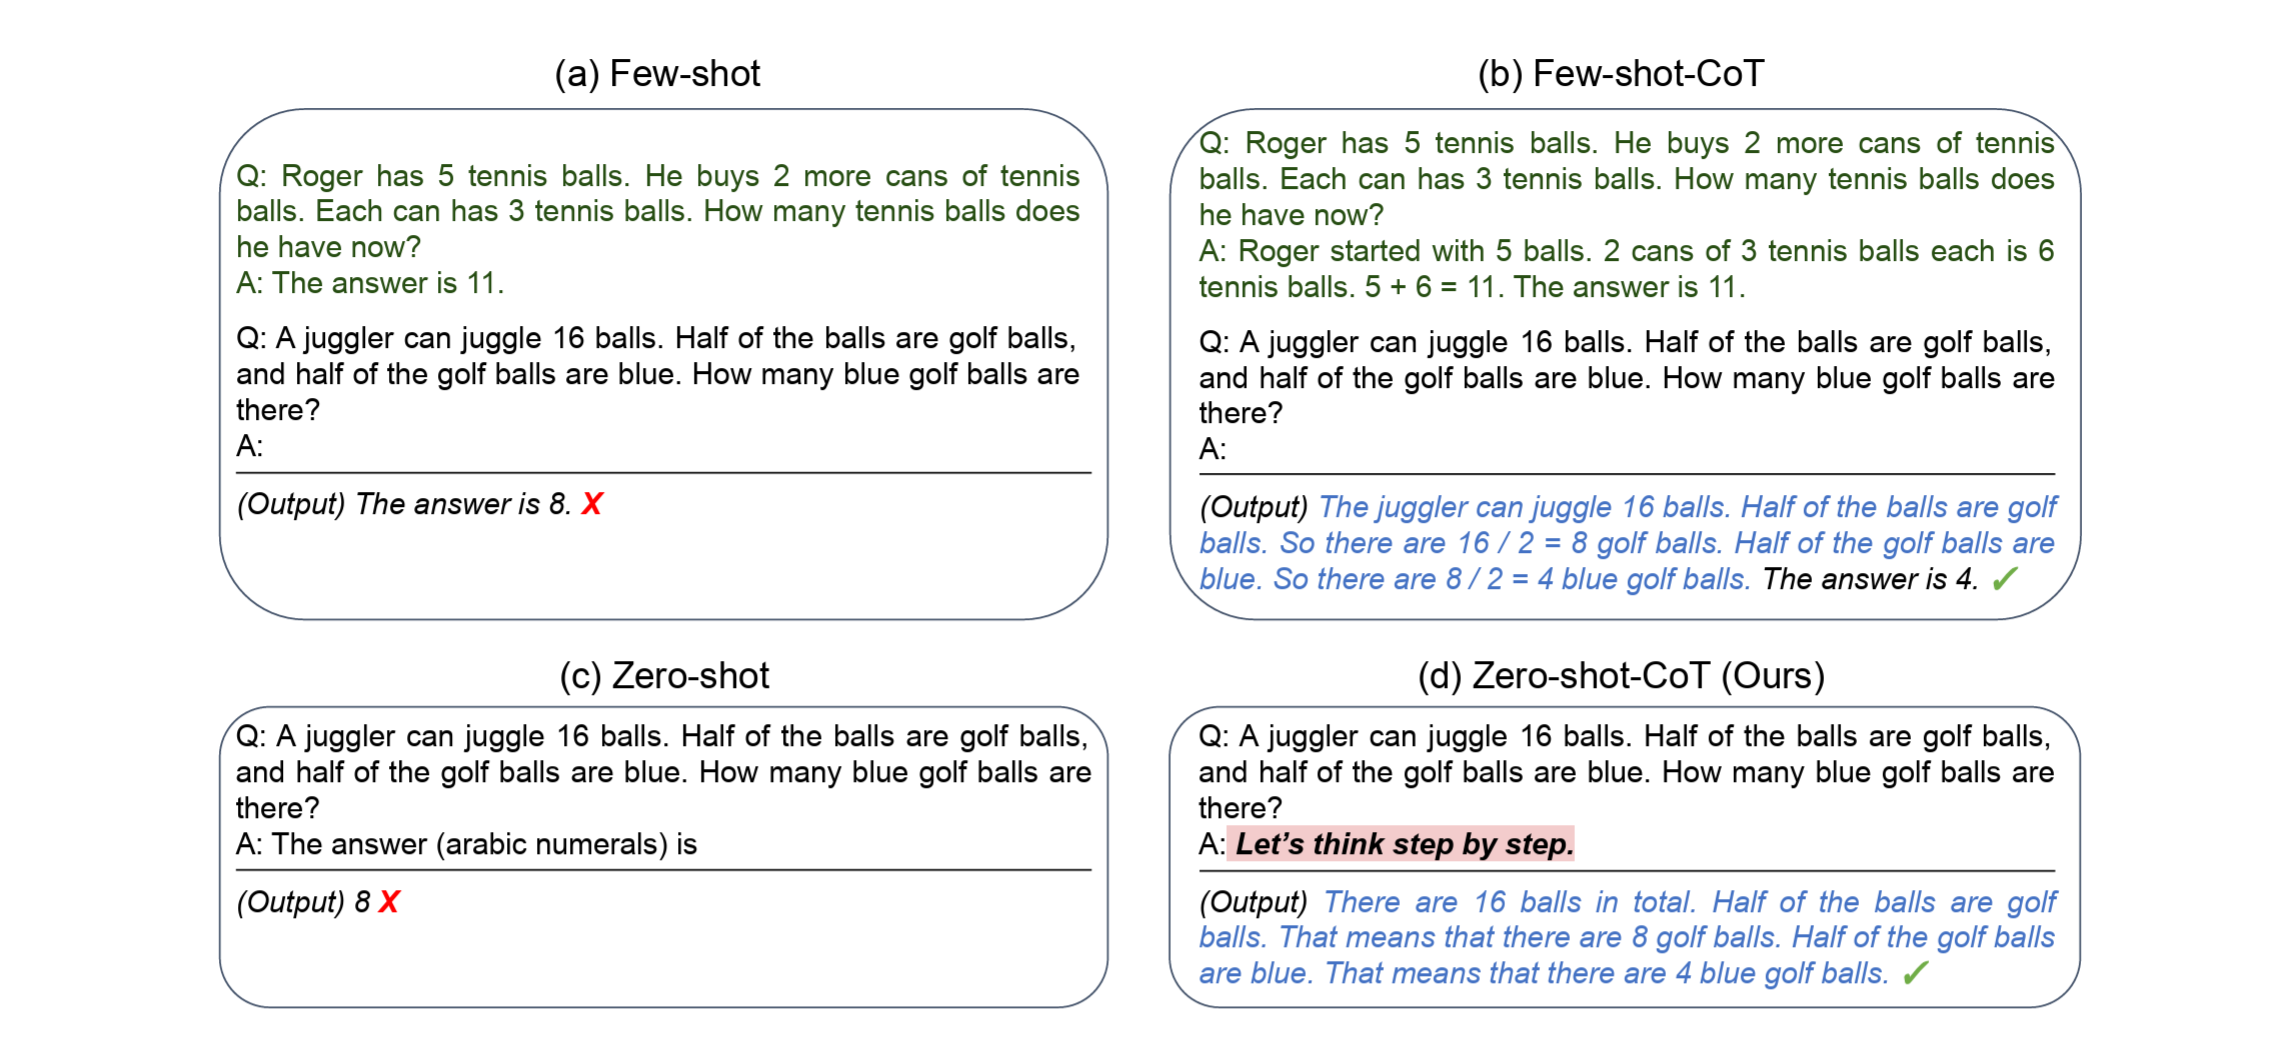 (a) Few-shot
Q: Roger has 5 tennis balls. He buys 2 more cans of tennis
balls. Each can has 3 tennis balls. How many tennis balls does
he have now?
A: The answer is 11.
Q: A juggler can juggle 16 balls. Half of the balls are golf balls,
and half of the golf balls are blue. How many blue golf balls are
there?
A:
(Output) The answer is 8. X
(b) Few-shot-CoT
Q: Roger has 5 tennis balls. He buys 2 more cans of tennis
balls. Each can has 3 tennis balls. How many tennis balls does
he have now?
A: Roger started with 5 balls. 2 cans of 3 tennis balls each is 6
tennis balls. 5 + 6 = 11. The answer is 11.
Q: A juggler can juggle 16 balls. Half of the balls are golf balls,
and half of the golf balls are blue. How many blue golf balls are
there?
A:
(Output) The juggler can juggle 16 balls. Half of the balls are golf
balls. So there are 16 / 2 = 8 golf balls. Half of the golf balls are
blue. So there are 8 / 2 = 4 blue golf balls. The answer is 4. ✓
(c) Zero-shot
Q: A juggler can juggle 16 balls. Half of the balls are golf balls,
and half of the golf balls are blue. How many blue golf balls are
there?
A: The answer (arabic numerals) is
(Output) 8 X
(d) Zero-shot-CoT (Ours)
Q: A juggler can juggle 16 balls. Half of the balls are golf balls,
and half of the golf balls are blue. How many blue golf balls are
there?
A: Let’s think step by step.
(Output) There are 16 balls in total. Half of the balls are golf
balls. That means that there are 8 golf balls. Half of the golf balls
are blue. That means that there are 4 blue golf balls. ✓